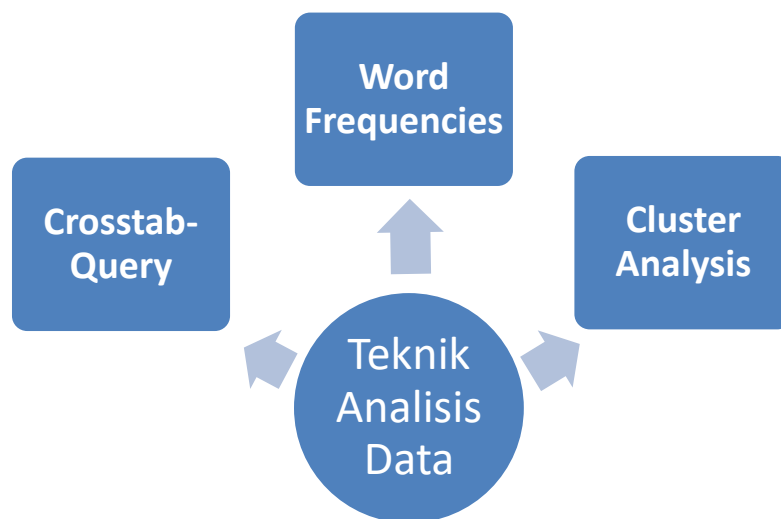 Word
Frequencies
Crosstab-
Query
Cluster
Analysis
Teknik
Analisis
Data